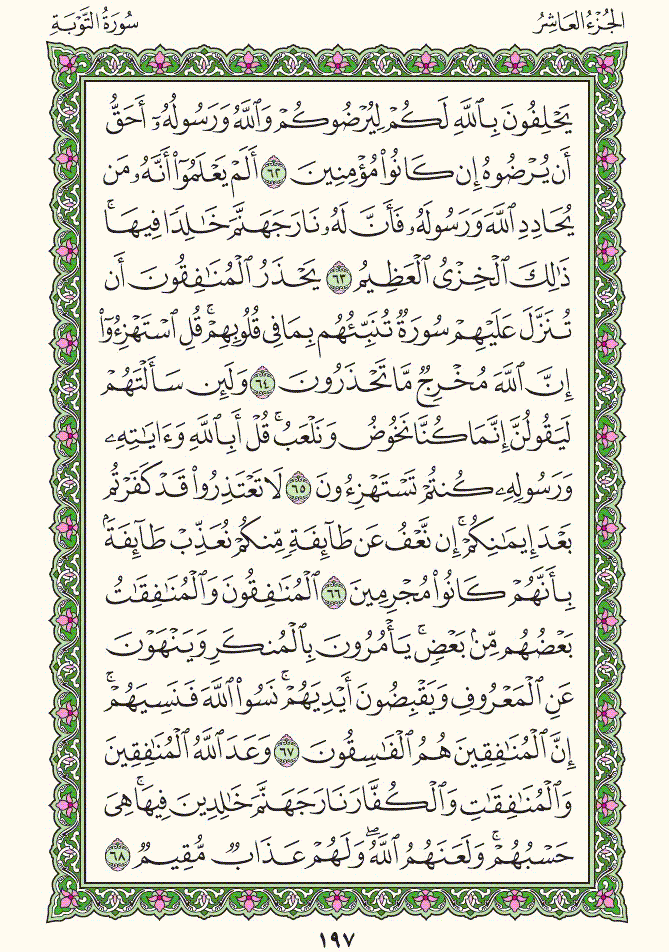 الجُزْءُ العَاشِرُ
سُورَةُ التَّوْبَةِ
يَحْلِفُونَ بِٱللَّهِ لَكُمْ لِيُرْضُوكُمْ وَٱللَّهُ وَرَسُولُهُۥٓ أَحَقُّ
أَن يُرْضُوهُ إِن كَانُوا۟ مُؤْمِنِينَ ٦٢ أَلَمْ يَعْلَمُوٓا۟ أَنَّهُۥ مَن
يُحَادِدِ ٱللَّهَ وَرَسُولَهُۥ فَأَنَّ لَهُۥ نَارَ جَهَنَّمَ خَـٰلِدًا فِيهَا ۚ
ذَٰلِكَ ٱلْخِزْىُ ٱلْعَظِيمُ ٦٣ يَحْذَرُ ٱلْمُنَـٰفِقُونَ أَن
تُنَزَّلَ عَلَيْهِمْ سُورَةٌ تُنَبِّئُهُم بِمَا فِى قُلُوبِهِمْ ۚ قُلِ ٱسْتَهْزِءُوٓا۟
إِنَّ ٱللَّهَ مُخْرِجٌ مَّا تَحْذَرُونَ ٦٤ وَلَئِن سَأَلْتَهُمْ
لَيَقُولُنَّ إِنَّمَا كُنَّا نَخُوضُ وَنَلْعَبُ ۚ قُلْ أَبِٱللَّهِ وَءَايَـٰتِهِۦ
وَرَسُولِهِۦ كُنتُمْ تَسْتَهْزِءُونَ ٦٥ لَا تَعْتَذِرُوا۟ قَدْ كَفَرْتُم
بَعْدَ إِيمَـٰنِكُمْ ۚ إِن نَّعْفُ عَن طَآئِفَةٍ مِّنكُمْ نُعَذِّبْ طَآئِفَةًۢ
بِأَنَّهُمْ كَانُوا۟ مُجْرِمِينَ ٦٦ ٱلْمُنَـٰفِقُونَ وَٱلْمُنَـٰفِقَـٰتُ
بَعْضُهُم مِّنۢ بَعْضٍ ۚ يَأْمُرُونَ بِٱلْمُنكَرِ وَيَنْهَوْنَ
عَنِ ٱلْمَعْرُوفِ وَيَقْبِضُونَ أَيْدِيَهُمْ ۚ نَسُوا۟ ٱللَّهَ فَنَسِيَهُمْ ۚ
إِنَّ ٱلْمُنَـٰفِقِينَ هُمُ ٱلْفَـٰسِقُونَ ٦٧ وَعَدَ ٱللَّهُ ٱلْمُنَـٰفِقِينَ
وَٱلْمُنَـٰفِقَـٰتِ وَٱلْكُفَّارَ نَارَ جَهَنَّمَ خَـٰلِدِينَ فِيهَا ۚ هِىَ
حَسْبُهُمْ ۚ وَلَعَنَهُمُ ٱللَّهُ ۖ وَلَهُمْ عَذَابٌ مُّقِيمٌ ٦٨
١٩٧